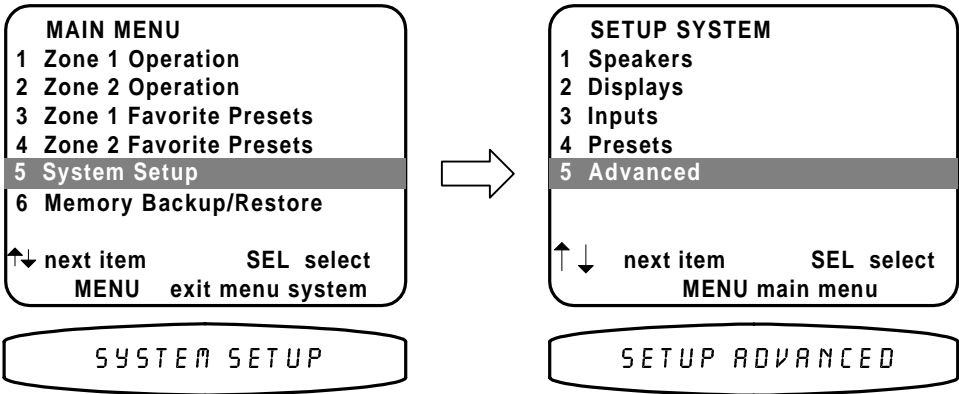 MAIN MENU
1 Zone 1 Operation
2 Zone 2 Operation
3 Zone 1 Favorite Presets
4 Zone 2 Favorite Presets
5 System Setup
6 Memory Backup/Restore
↑↓ next item SEL select
MENU exit menu system
SYSTEM SETUP
SETUP SYSTEM
1 Speakers
2 Displays
3 Inputs
4 Presets
5 Advanced
↑ ↓ next item SEL select
MENU main menu
SETUP ADVANCED